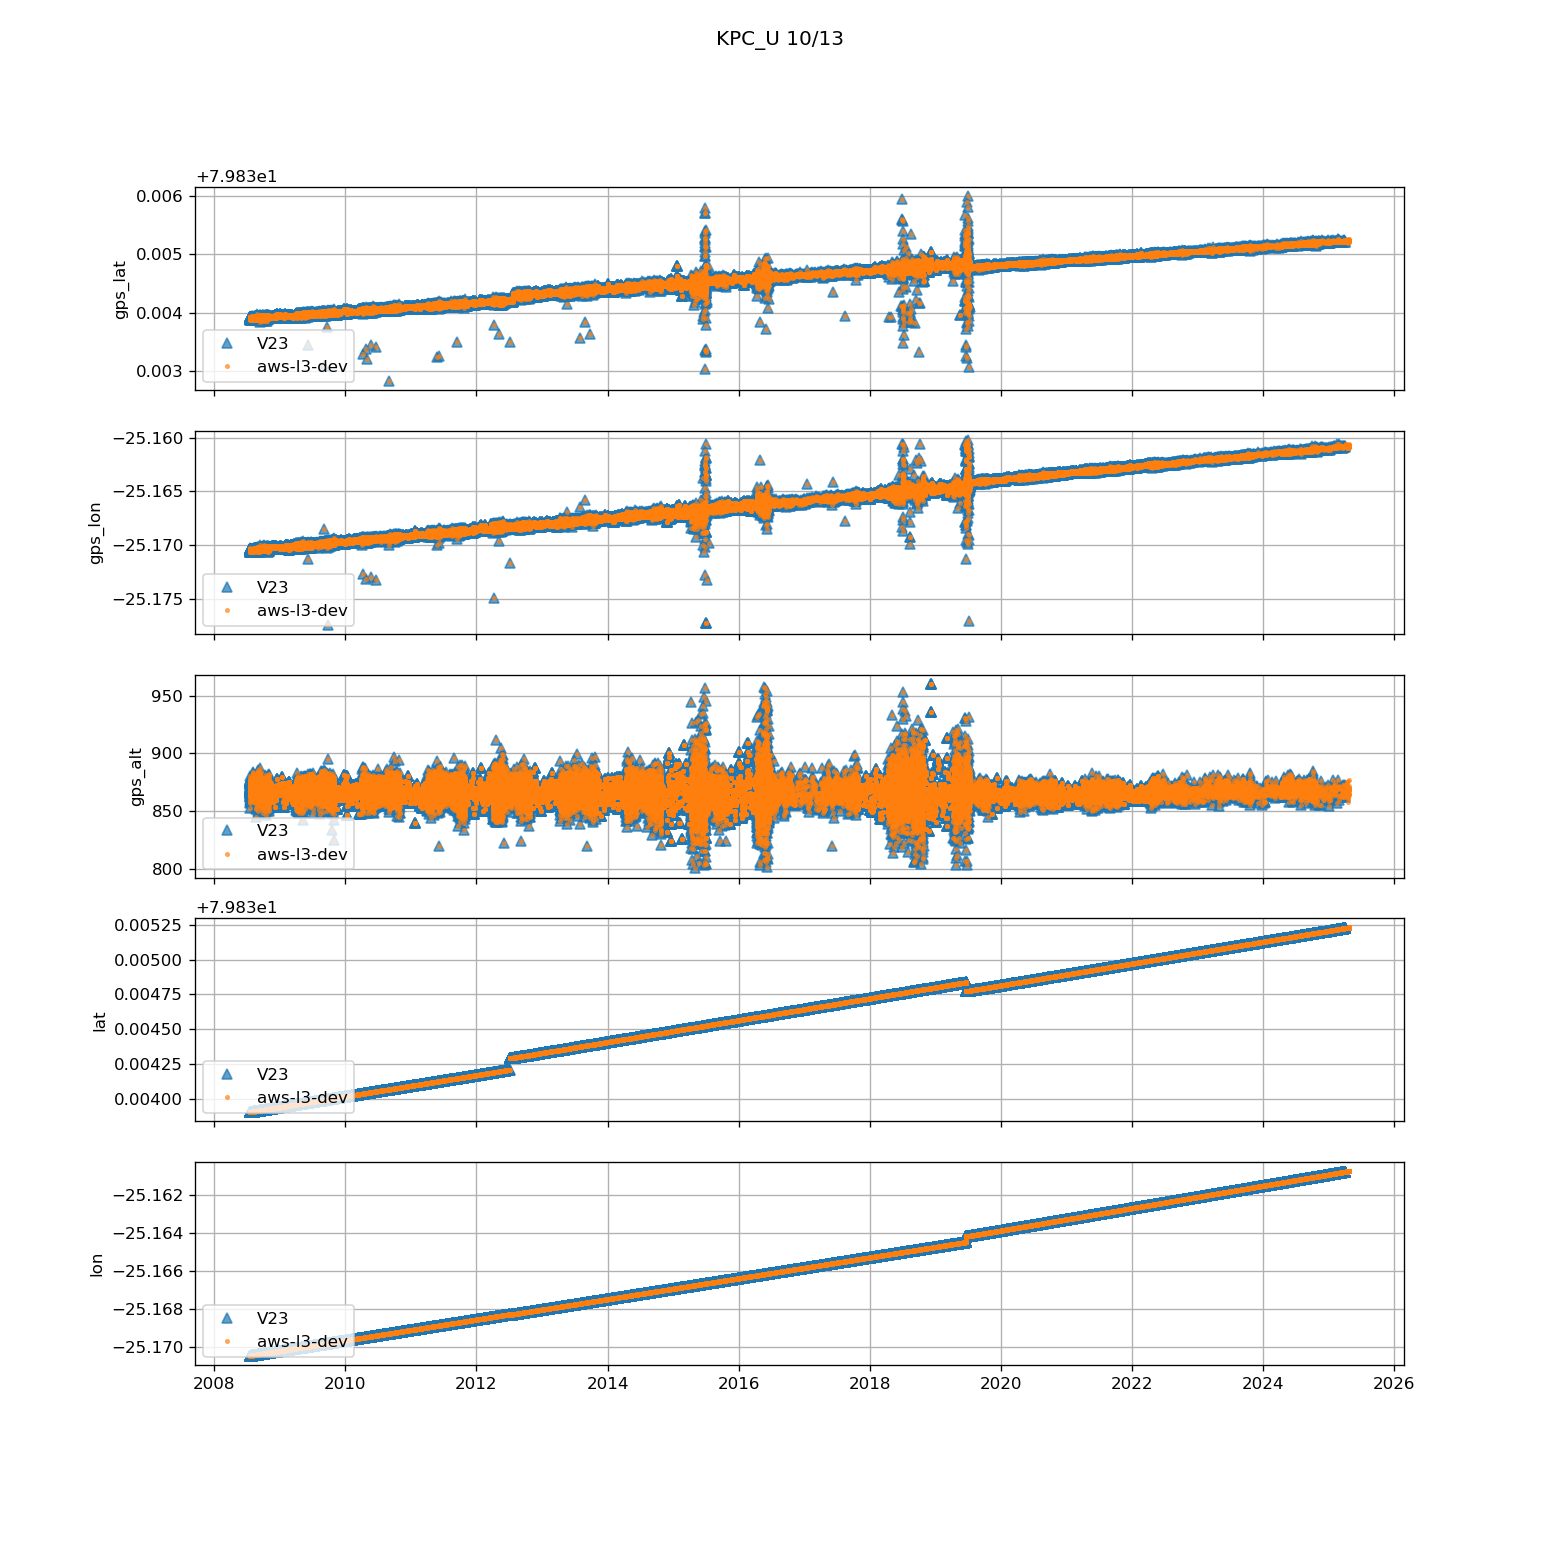 KPC_U 10/13
+7.983e1
0.006
0.005
0.004
0.003
gps_lat
V23
aws-l3-dev
−25.160
−25.165
−25.170
−25.175
gps_lon
V23
aws-l3-dev
950
900
850
800
gps_alt
V23
aws-l3-dev
+7.983e1
0.00525
0.00500
0.00475
0.00450
0.00425
0.00400
lat
V23
aws-l3-dev
−25.162
−25.164
−25.166
−25.168
−25.170
lon
V23
aws-l3-dev
2008 2010 2012 2014 2016 2018 2020 2022 2024 2026